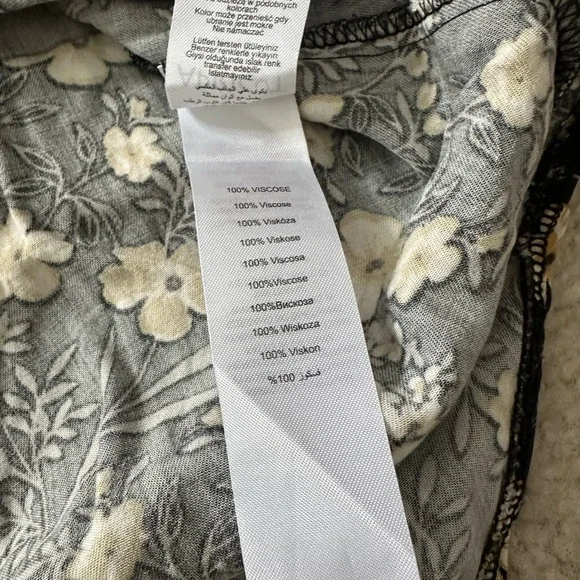 kolorach
Kolor może przenieść gdy
ubranie jest mokre
Nie namaczać
Lütfen tersten ütüleyiniz
Benzer renklerle yıkayınız
Giysi olduğunda ıslak renk
transfer edebilir
Islatmayınız.
100% VISCOSE
100% Viscose
100% Viskóza
100% Viskose
100% Viscosa
100%Viscose
100%Вискоза
100% Wiskoza
100% Viskon
%100 فسكوز